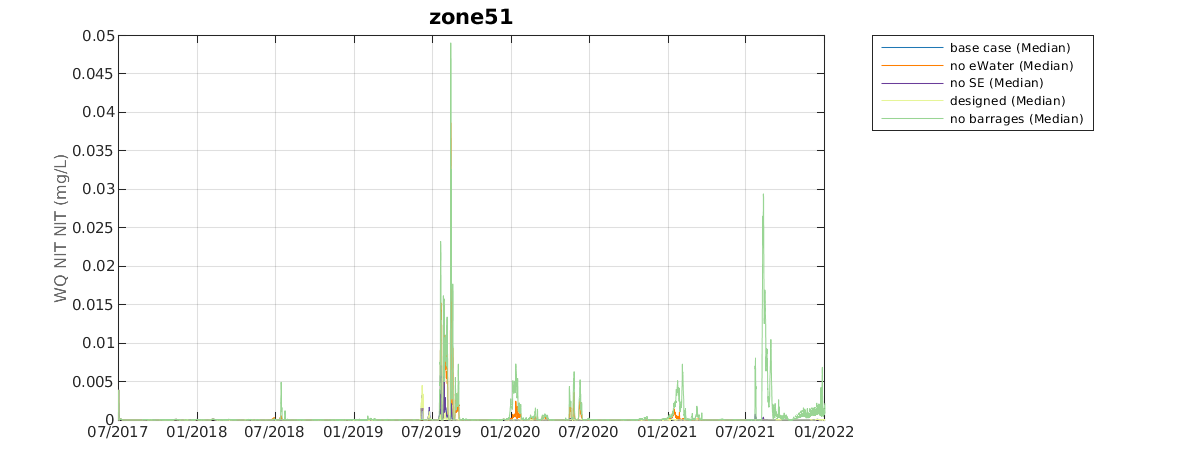 zone51
0.05
0.045
0.04
0.035
0.03
0.025
0.02
0.015
0.01
0.005
0
WQ NIT NIT (mg/L)
07/2017 01/2018 07/2018 01/2019 07/2019 01/2020 07/2020 01/2021 07/2021 01/2022
base case (Median)
no eWater (Median)
no SE (Median)
designed (Median)
no barrages (Median)